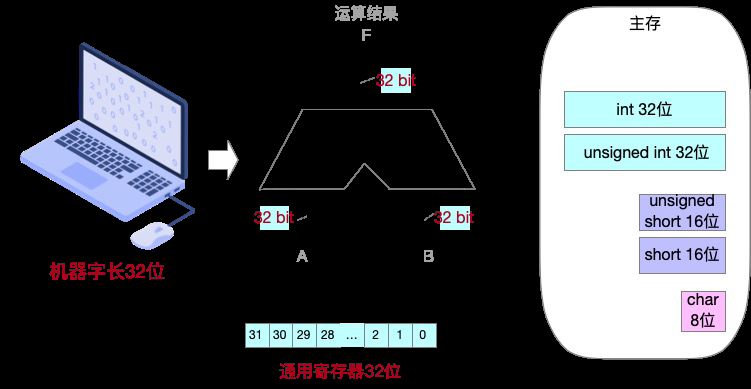 运算结果
F
32 bit
32 bit
32 bit
A
B
机器字长32位
31 30 29 28 ... 2 1 0
通用寄存器32位
主存
int 32位
unsigned int 32位
unsigned
short 16位
short 16位
char
8位